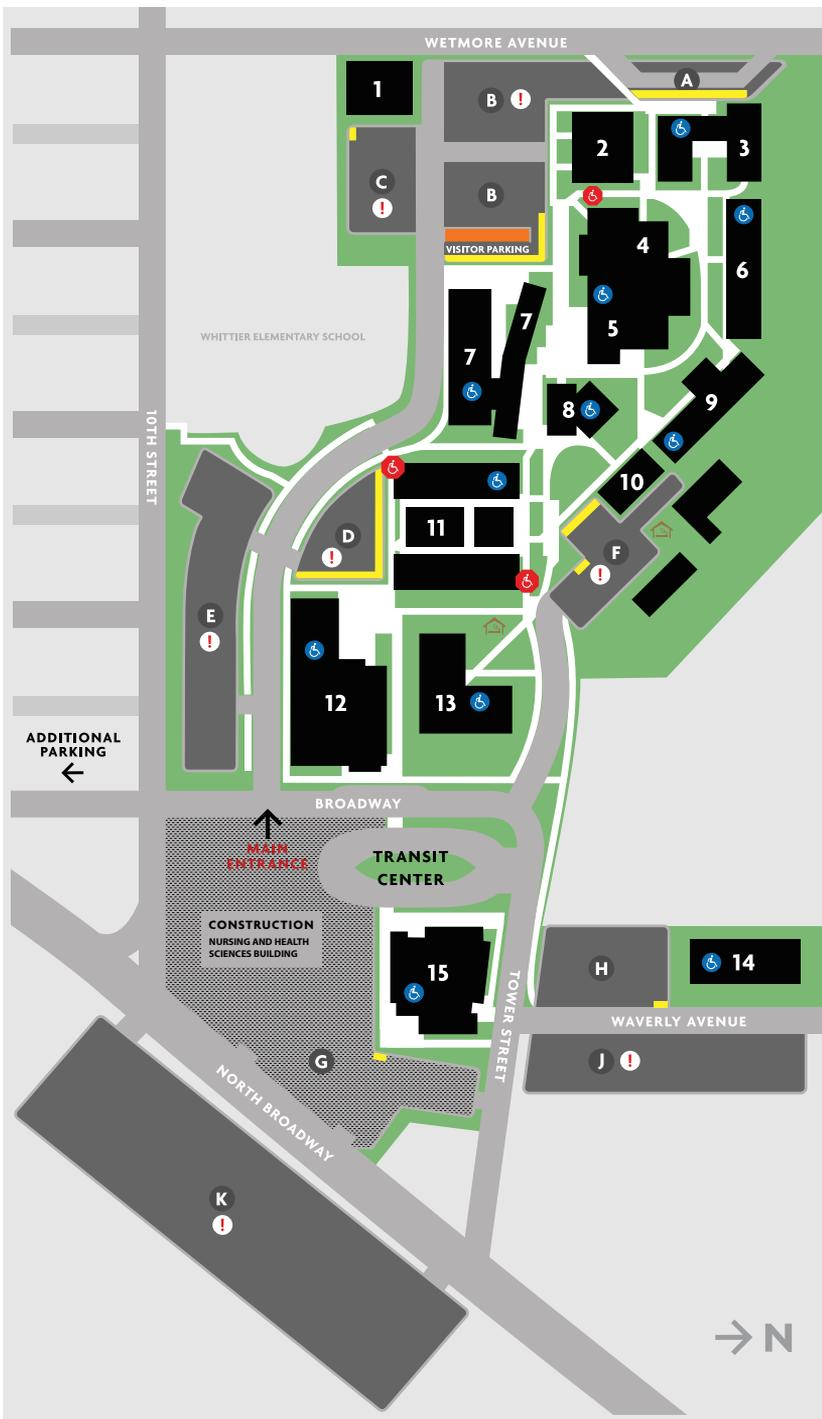 WETMORE AVENUE
A
1
B !
2
3
C
!
B
4
VISITOR PARKING
6
5
7
WHITTIER ELEMENTARY SCHOOL
7
8
9
10TH STREET
10
11
D
!
F
!
E
!
12
13
ADDITIONAL
PARKING
BROADWAY
MAIN
ENTRANCE
TRANSIT
CENTER
CONSTRUCTION
NURSING AND HEALTH
SCIENCES BUILDING
15
H
14
TOWER STREET
WAVERLY AVENUE
G
J !
NORTH BROADWAY
K
!
N